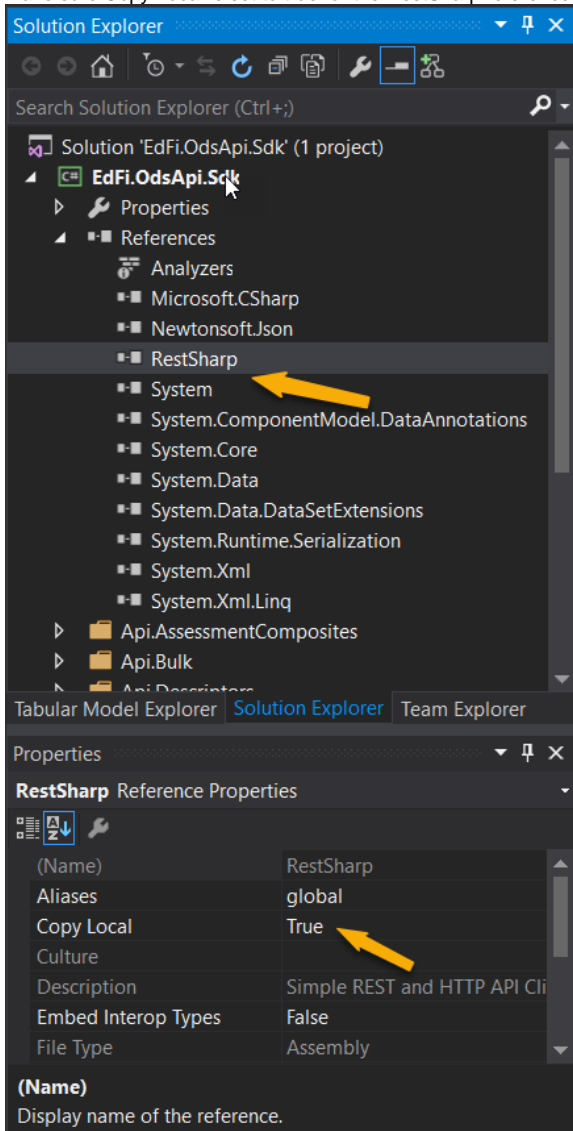 Solution Explorer
Search Solution Explorer (Ctrl+;)
Solution 'EdFi.OdsApi.Sdk' (1 project)
C# EdFi.OdsApi.Sdk
Properties
References
Analyzers
Microsoft.CSharp
Newtonsoft.Json
RestSharp
System
System.ComponentModel.DataAnnotations
System.Core
System.Data
System.Data.DataSetExtensions
System.Runtime.Serialization
System.Xml
System.Xml.Linq
Api.AssessmentComposites
Api.Bulk
Api.Descriptors
Tabular Model Explorer Solution Explorer Team Explorer
Properties
RestSharp Reference Properties
(Name) RestSharp
Aliases global
Copy Local True
Culture
Description Simple REST and HTTP API Cli
Embed Interop Types False
File Type Assembly
(Name)
Display name of the reference.